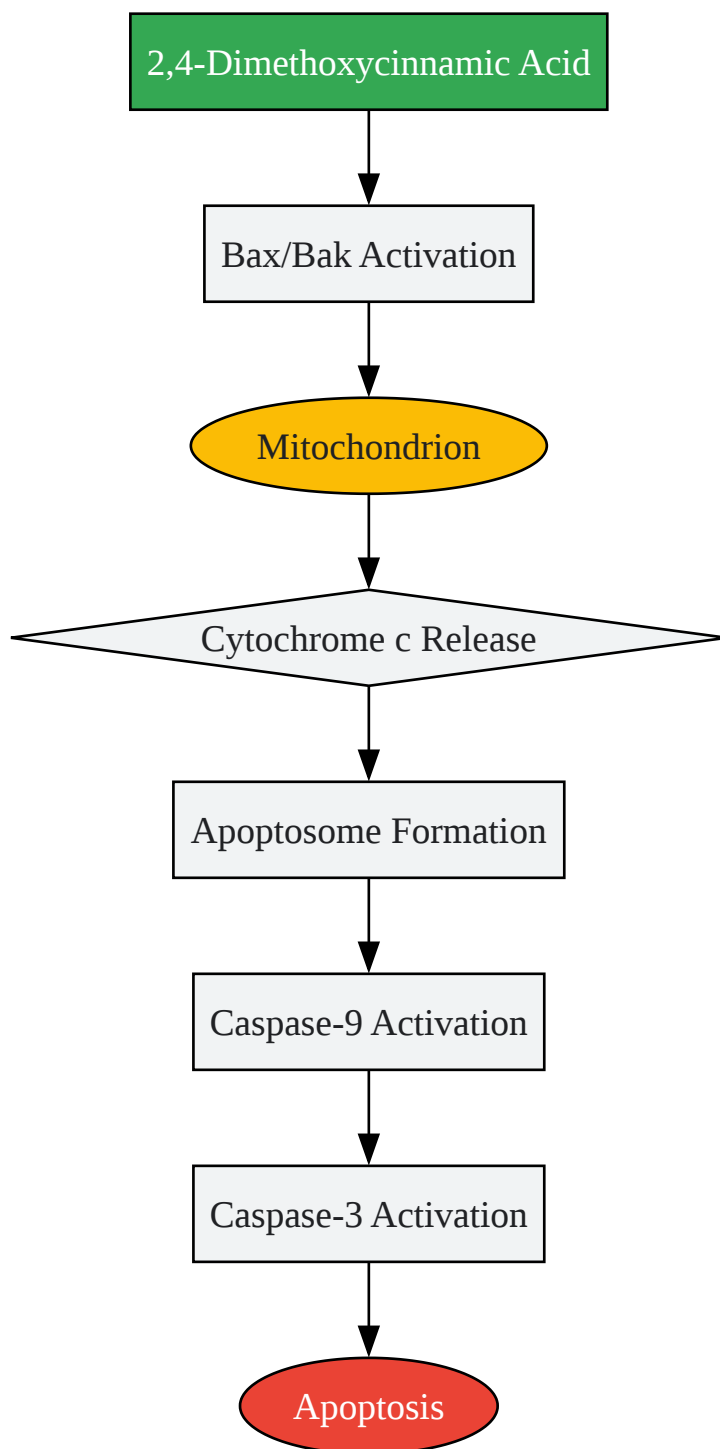 2,4-Dimethoxycinnamic Acid
Bax/Bak Activation
Mitochondrion
Cytochrome c Release
Apoptosome Formation
Caspase-9 Activation
Caspase-3 Activation
Apoptosis